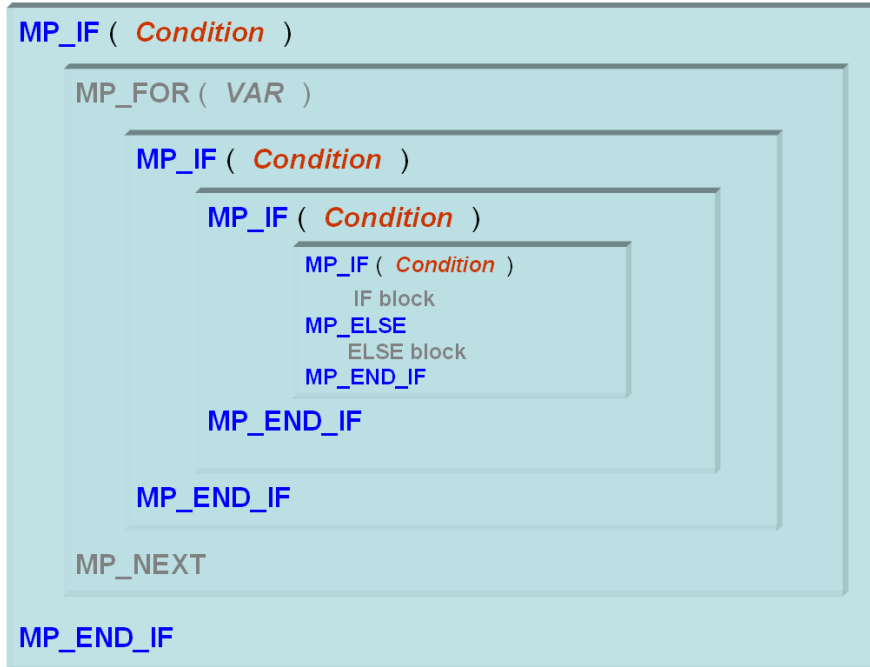 MP_IF ( Condition )
MP_FOR ( VAR )
MP_IF ( Condition )
MP_IF ( Condition )
MP_IF ( Condition )
IF block
MP_ELSE
ELSE block
MP_END_IF
MP_END_IF
MP_END_IF
MP_NEXT
MP_END_IF